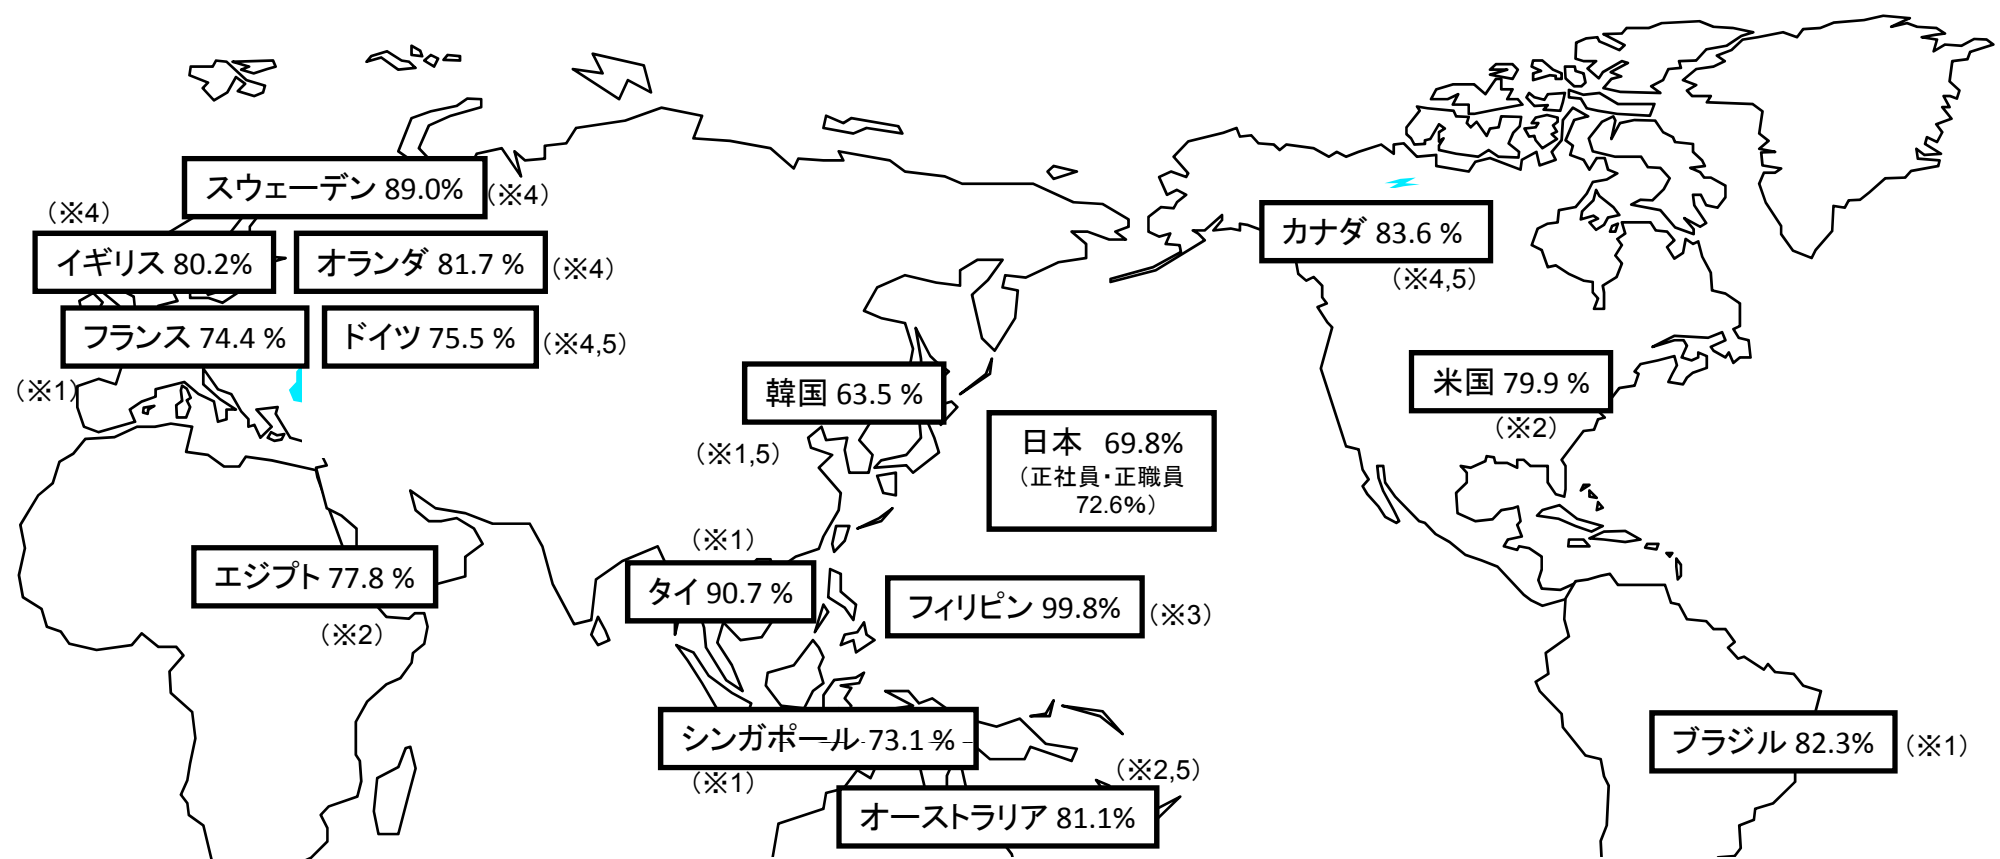 スウェーデン 89.0%
（※4）
（※4）
イギリス 80.2%
オランダ 81.7 %
（※4）
フランス 74.4 %
ドイツ 75.5 %
（※4,5）
（※1）
カナダ 83.6 %
（※4,5）
韓国 63.5 %
（※1,5）
米国 79.9 %
（※2）
日本 69.8%
（正社員・正職員
72.6%）
エジプト 77.8 %
（※2）
（※1）
タイ 90.7 %
フィリピン 99.8%
（※3）
シンガポール 73.1 %
（※1）
（※2,5）
オーストラリア 81.1%
ブラジル 82.3%
（※1）